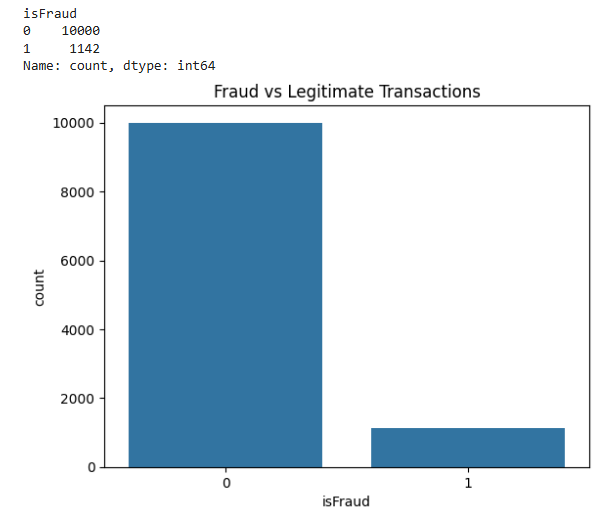 isFraud
0    10000
1     1142
Name: count, dtype: int64
Fraud vs Legitimate Transactions
10000
8000
6000
4000
2000
0
count
0 1
isFraud